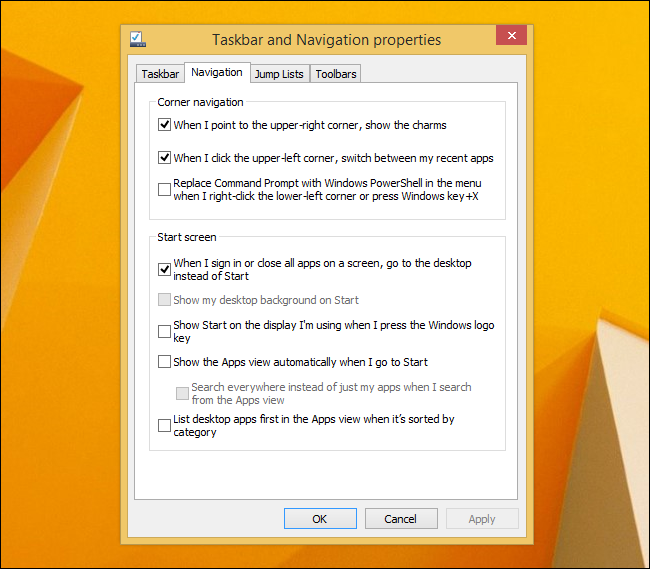 Taskbar and Navigation properties
Taskbar
Navigation
Jump Lists
Toolbars
Corner navigation
When I point to the upper-right corner, show the charms
When I click the upper-left corner, switch between my recent apps
Replace Command Prompt with Windows PowerShell in the menu
when I right-click the lower-left corner or press Windows key+X
Start screen
When I sign in or close all apps on a screen, go to the desktop
instead of Start
Show my desktop background on Start
Show Start on the display I'm using when I press the Windows logo
key
Show the Apps view automatically when I go to Start
Search everywhere instead of just my apps when I search
from the Apps view
List desktop apps first in the Apps view when it's sorted by
category
OK
Cancel
Apply